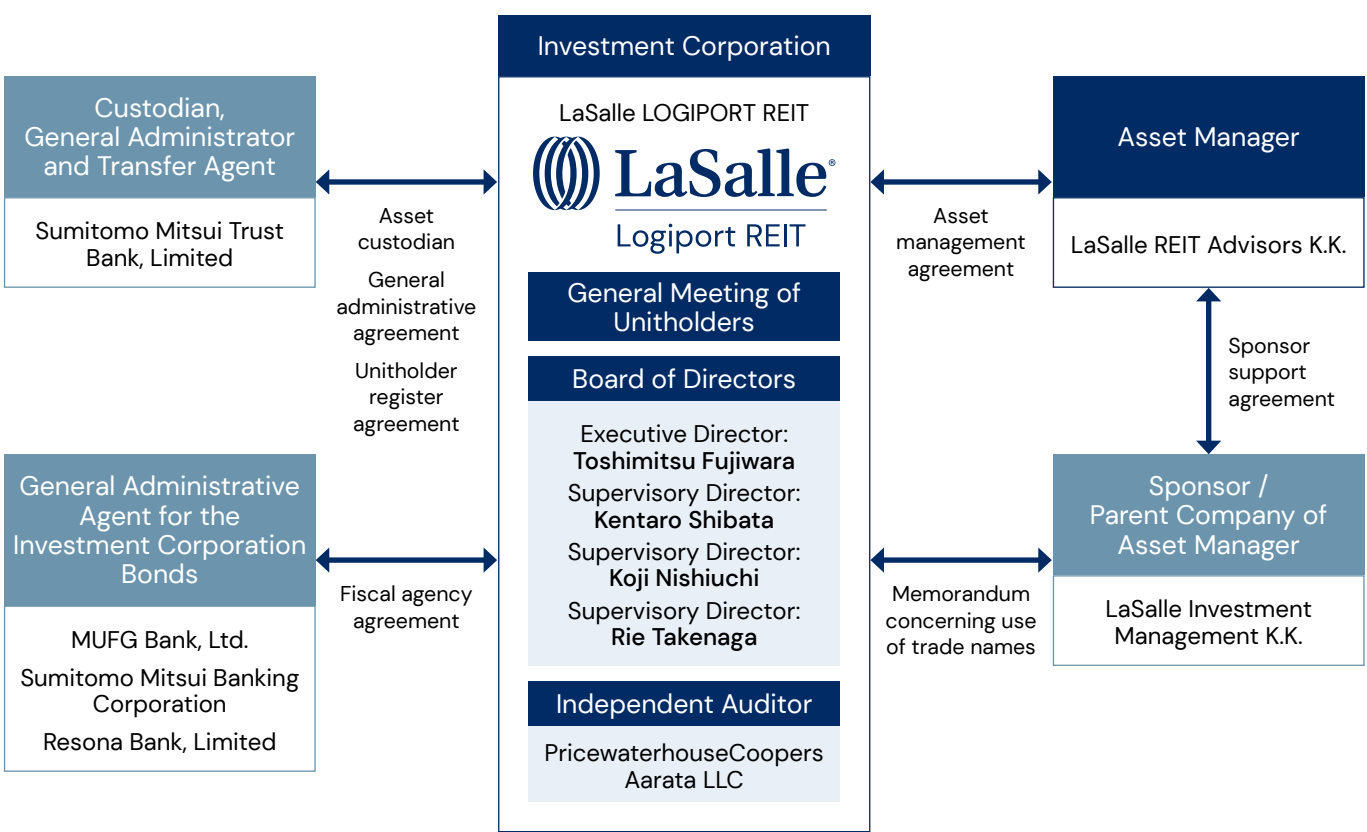 Custodian,
General Administrator
and Transfer Agent
Sumitomo Mitsui Trust
Bank, Limited
Asset
custodian
General
administrative
agreement
Unitholder
register
agreement
General Administrative
Agent for the
Investment Corporation
Bonds
MUFG Bank, Ltd.
Sumitomo Mitsui Banking
Corporation
Resona Bank, Limited
Fiscal agency
agreement
Investment Corporation
LaSalle LOGIPORT REIT
LaSalle®
Logiport REIT
General Meeting of
Unitholders
Board of Directors
Executive Director:
Toshimitsu Fujiwara
Supervisory Director:
Kentaro Shibata
Supervisory Director:
Koji Nishiuchi
Supervisory Director:
Rie Takenaga
Independent Auditor
PricewaterhouseCoopers
Aarata LLC
Asset
management
agreement
Asset Manager
LaSalle REIT Advisors K.K.
Sponsor
support
agreement
Memorandum
concerning use
of trade names
Sponsor /
Parent Company of
Asset Manager
LaSalle Investment
Management K.K.